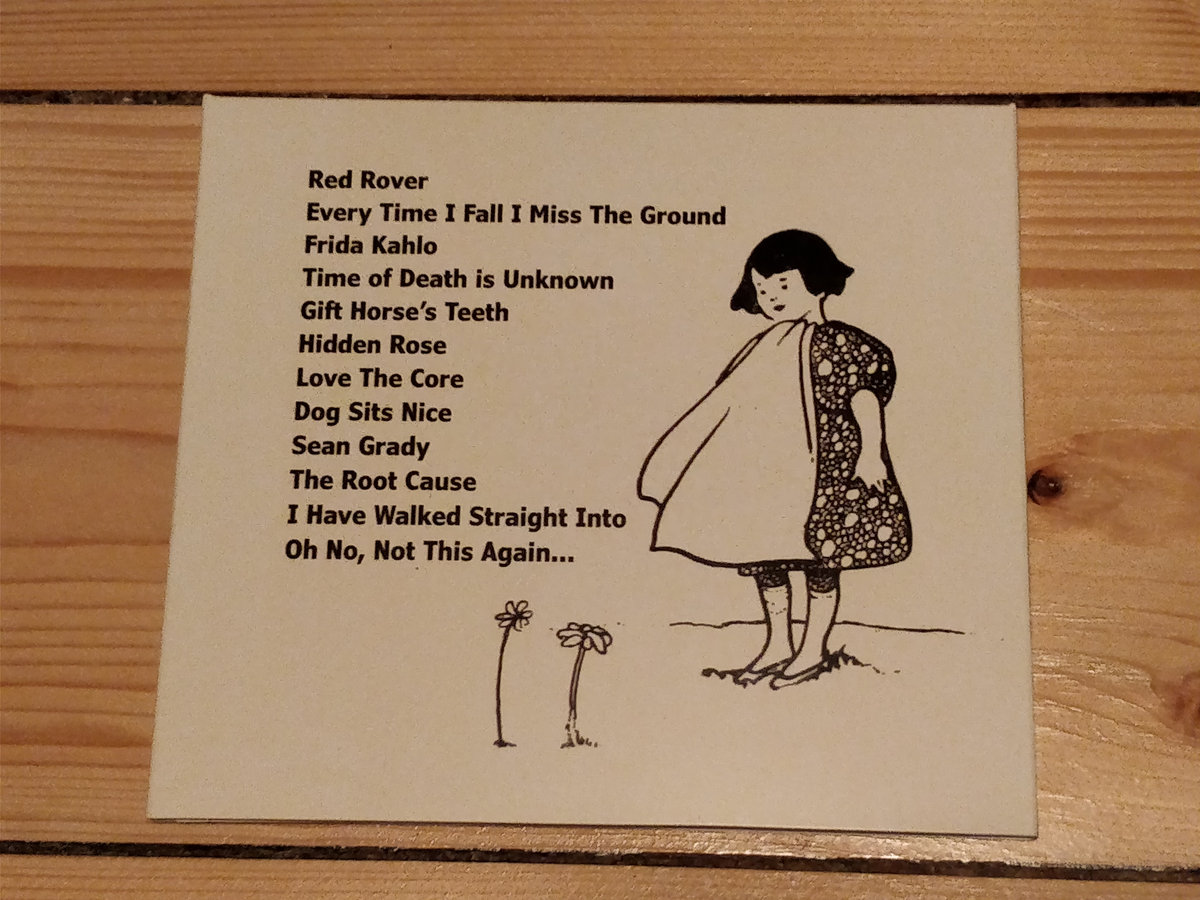 Red Rover
Every Time I Fall I Miss The Ground
Frida Kahlo
Time of Death is Unknown
Gift Horse's Teeth
Hidden Rose
Love The Core
Dog Sits Nice
Sean Grady
The Root Cause
I Have Walked Straight Into
Oh No, Not This Again...